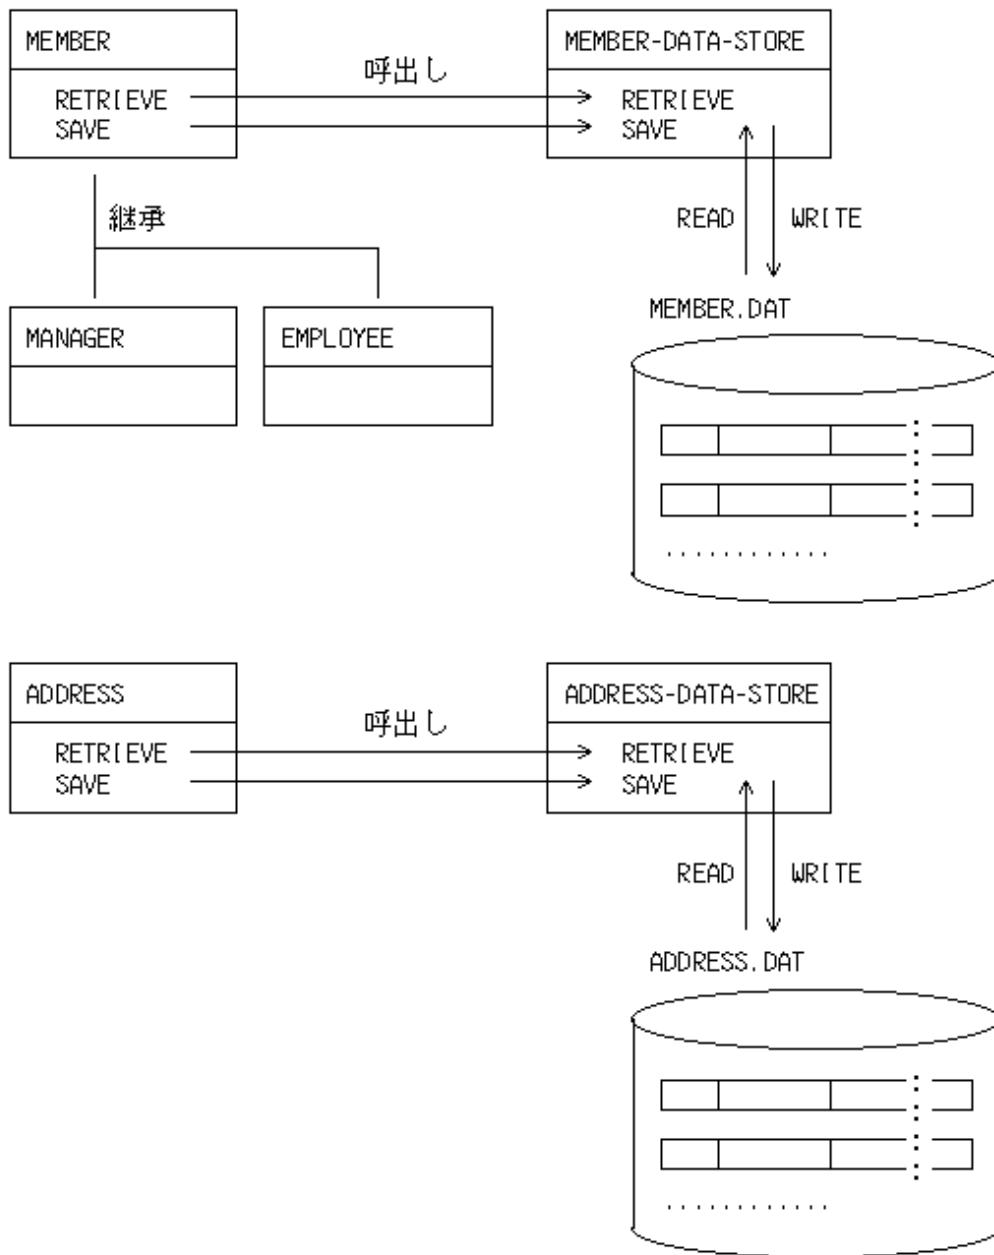 MEMBER
MEMBER-DATA-STORE
呼出し
RETRIEVE
SAVE
RETRIEVE
SAVE
継承
READ
WRITE
MANAGER
EMPLOYEE
MEMBER.DAT
ADDRESS
ADDRESS-DATA-STORE
呼出し
RETRIEVE
SAVE
RETRIEVE
SAVE
READ
WRITE
ADDRESS.DAT